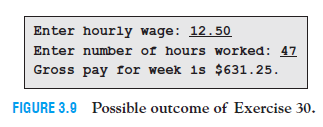 Enter hourly wage: 12.50
Enter number of hours worked: 47
Gross pay for week is $631.25.
FIGURE 3.9 Possible outcome of Exercise 30.